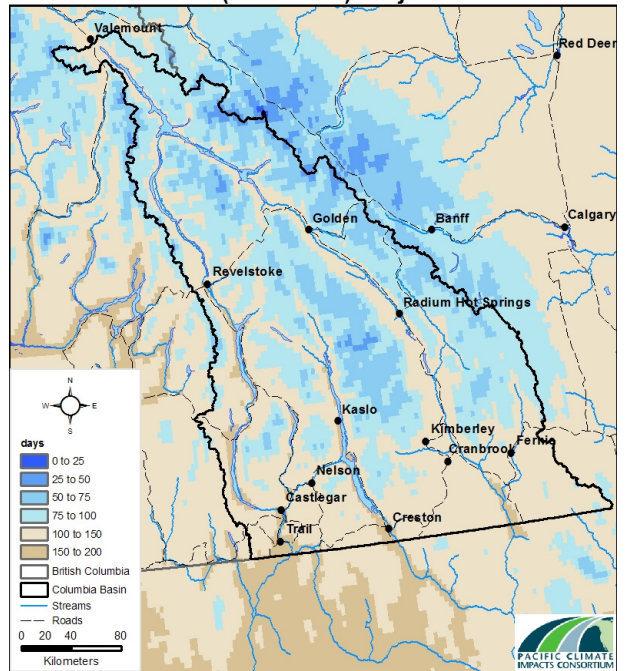 Valemount
Red Deer
Golden
Banff
Calgary
Revelstoke
Radium Hot Springs
Kaslo
Kimberley
Cranbrook
Fernie
Nelson
Castlegar
Creston
Trail
N
W E
S
days
0 to 25
25 to 50
50 to 75
75 to 100
100 to 150
150 to 200
British Columbia
Columbia Basin
Streams
Roads
0 20 40 80
Kilometers
PACIFIC CLIMATE
IMPACTS CONSORTIUM